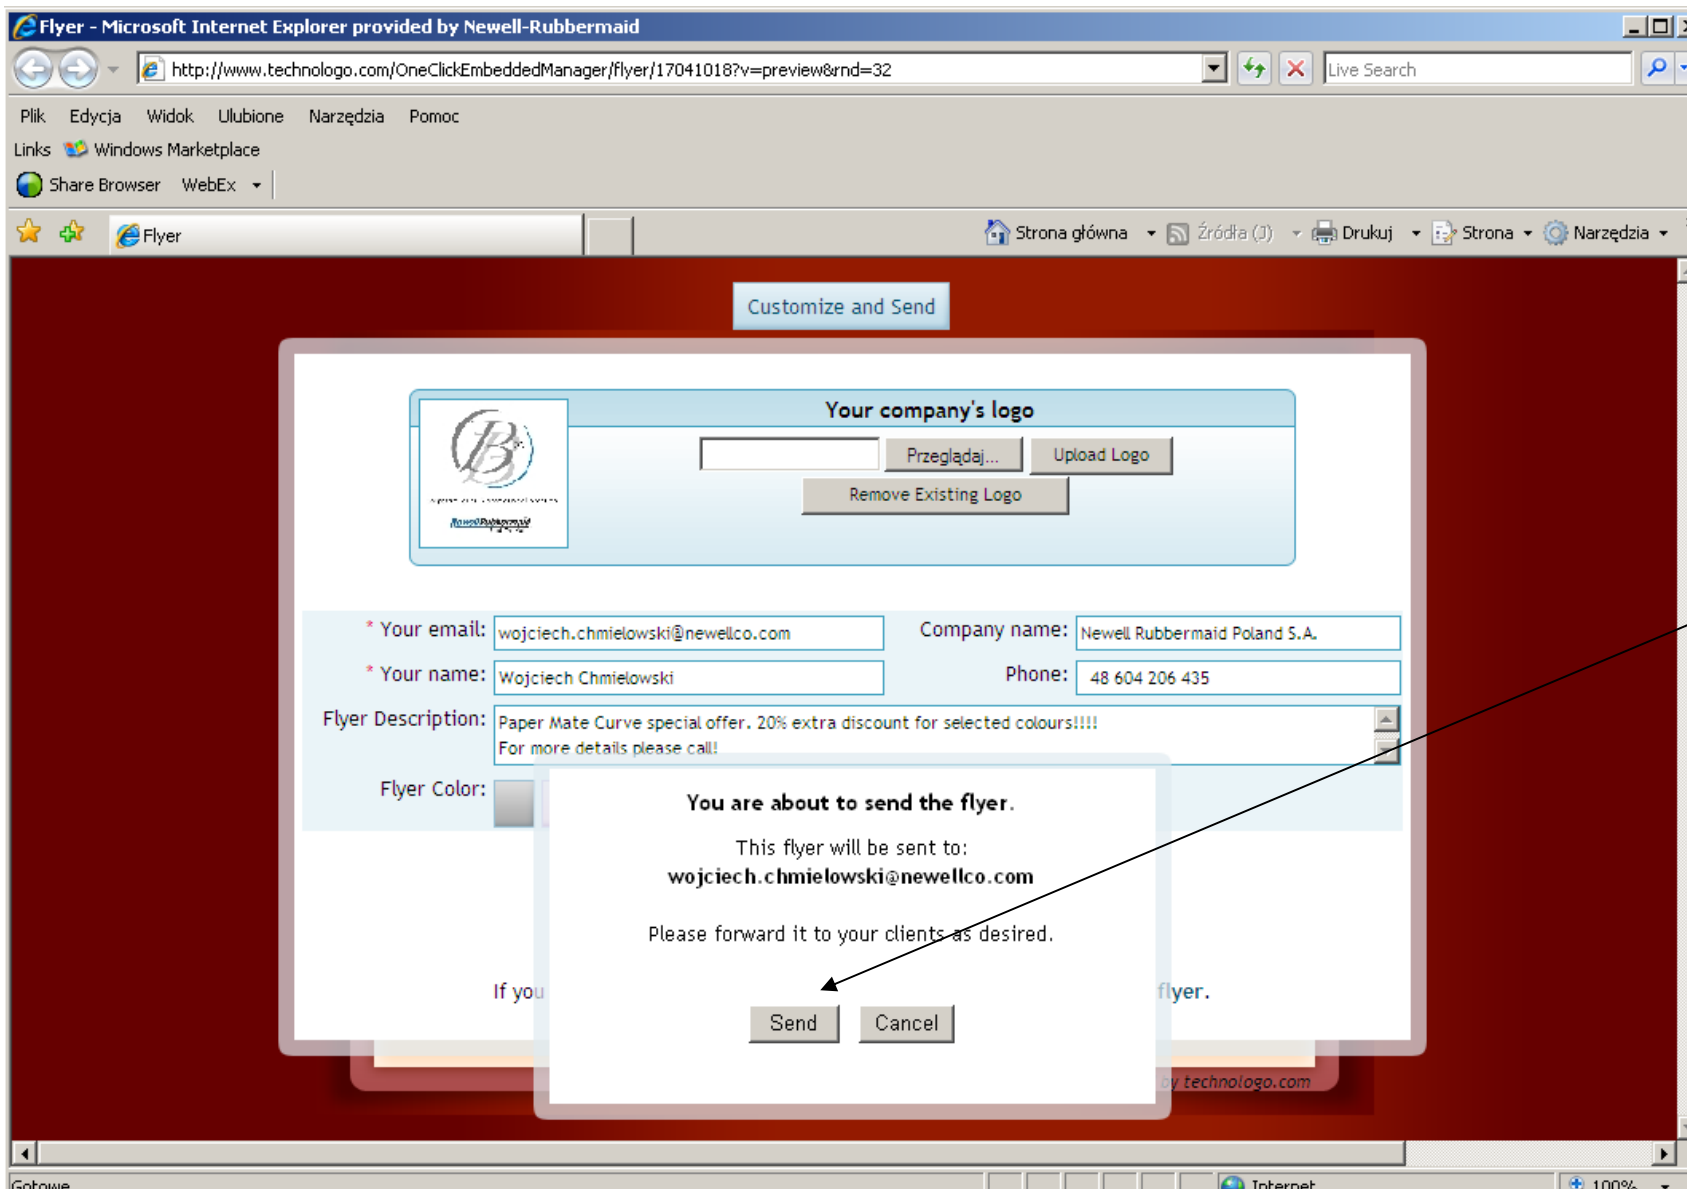 Flyer - Microsoft Internet Explorer provided by Newell-Rubbermaid
http://www.technologo.com/OneClickEmbeddedManager/flyer/17041018?v=preview&rnd=32
Live Search
Plik Edycja Widok Ulubione Narzędzia Pomoc
Links Windows Marketplace
Share Browser WebEx
Flyer
Strona główna Źródła (J) Drukuj Strona Narzędzia
Customize and Send
Your company's logo
Przeglądaj... Upload Logo
Remove Existing Logo
NewellRubbermaid
* Your email: wojciech.chmielowski@newellco.com Company name: Newell Rubbermaid Poland S.A.
* Your name: Wojciech Chmielowski Phone: 48 604 206 435
Flyer Description: Paper Mate Curve special offer. 20% extra discount for selected colours!!!!
For more details please call!
Flyer Color:
You are about to send the flyer.
This flyer will be sent to:
wojciech.chmielowski@newellco.com
Please forward it to your clients as desired.
If you flyer.
Send Cancel
by technologo.com
Gotowe Internet 100%